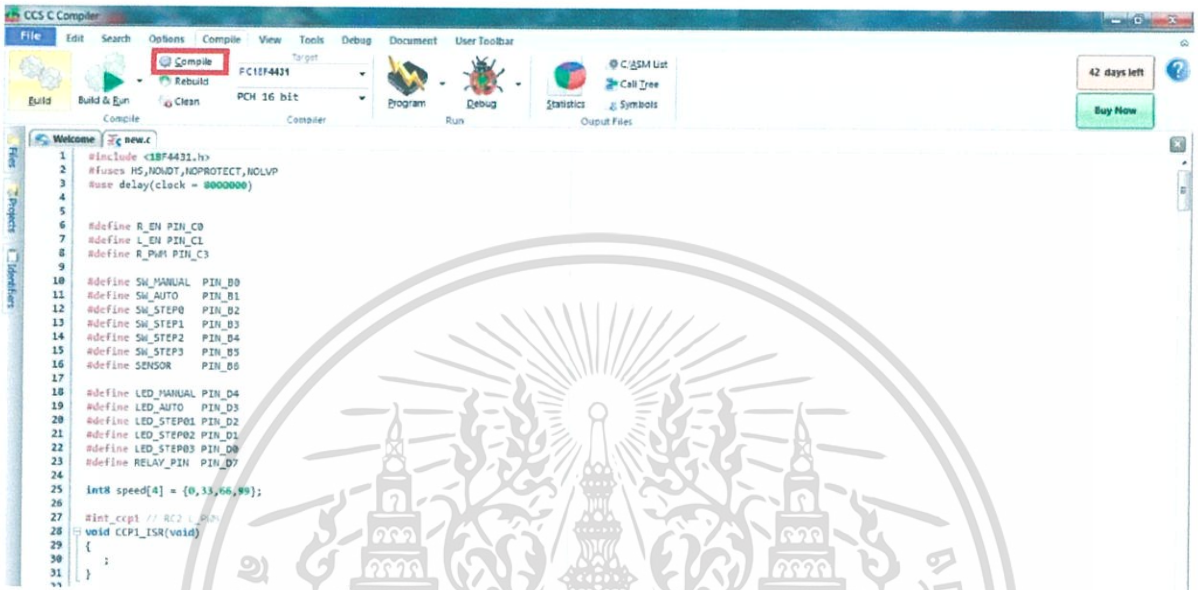 CCS C Compiler
File Edit Search Options Compile View Tools Debug Document User Toolbar
Compile
Rebuild
Clean
Build
Build & Run
Compile
Target
PCH 16 bit
Compiler
Program
Debug
Run
Statistics
C/ASM List
Call Tree
Symbols
Ouput Files
42 days left
Buy Now
Files
Projects
Identifiers
Welcome new.c
1 #include <18F4431.h>
2 #fuses HS,NOWDT,NOPROTECT,NOLVP
3 #use delay(clock = 8000000)
4
5
6 #define R_EN PIN_C0
7 #define L_EN PIN_C1
8 #define R_PWM PIN_C3
9
10 #define SW_MANUAL PIN_B0
11 #define SW_AUTO PIN_B1
12 #define SW_STEP0 PIN_B2
13 #define SW_STEP1 PIN_B3
14 #define SW_STEP2 PIN_B4
15 #define SW_STEP3 PIN_B5
16 #define SENSOR PIN_B6
17
18 #define LED_MANUAL PIN_D4
19 #define LED_AUTO PIN_D3
20 #define LED_STEP01 PIN_D2
21 #define LED_STEP02 PIN_D1
22 #define LED_STEP03 PIN_D0
23 #define RELAY_PIN PIN_D7
24
25 int8 speed[4] = {0,33,66,99};
26
27 #int_ccp1 // RC2 L_PWM
28 void CCP1_ISR(void)
29 {
30 ;
31 }